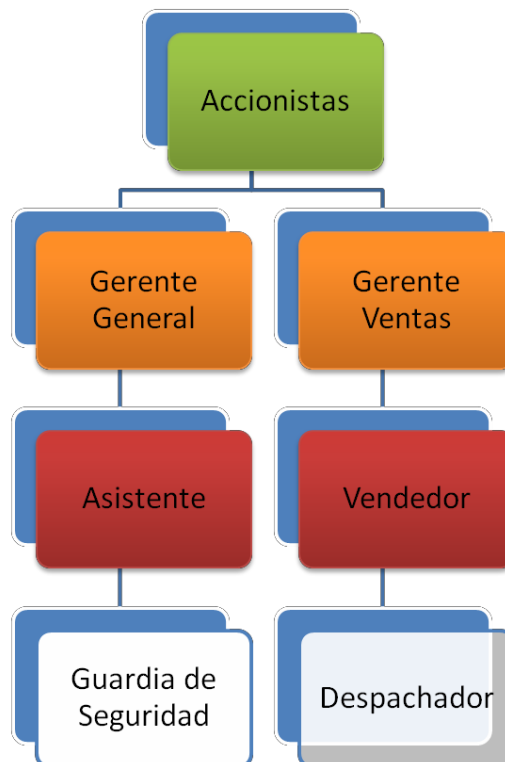 Accionistas
Gerente
General
Gerente
Ventas
Asistente
Vendedor
Guardia de
Seguridad
Despachador